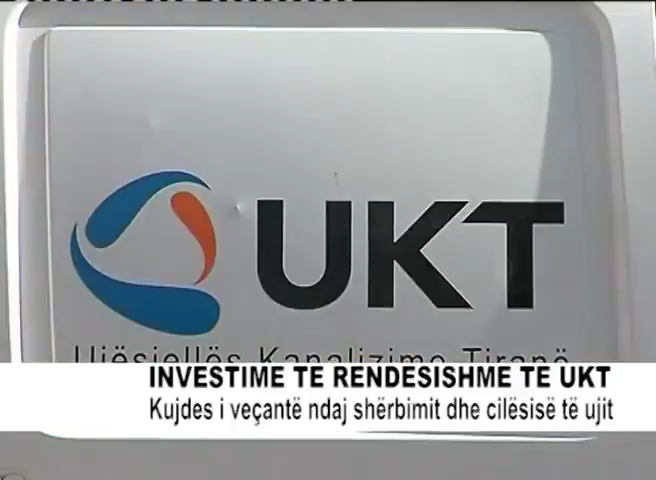 UKT
Ujësjellës Kanalizime Tiranë
INVESTIME TE RENDESISHME TE UKT
Kujdes i veçantë ndaj shërbimit dhe cilësisë të ujit